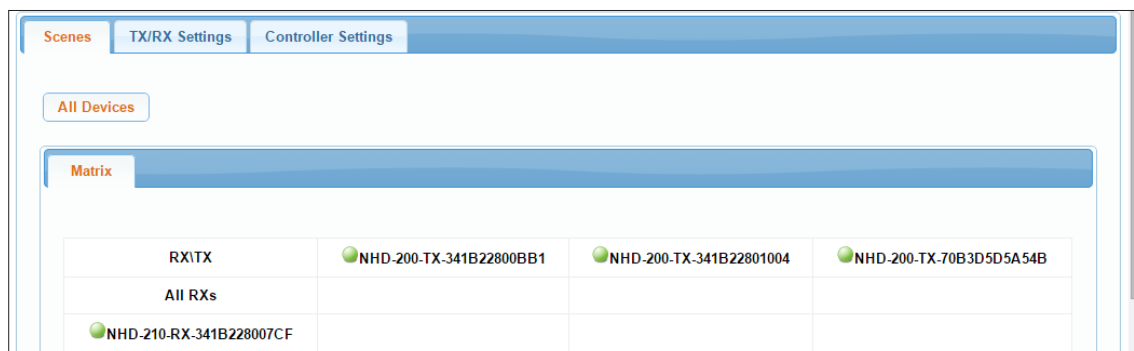 Scenes TX/RX Settings Controller Settings
All Devices
Matrix
RX\TX NHD-200-TX-341B22800BB1 NHD-200-TX-341B22801004 NHD-200-TX-70B3D5D5A54B
All RXs
NHD-210-RX-341B228007CF